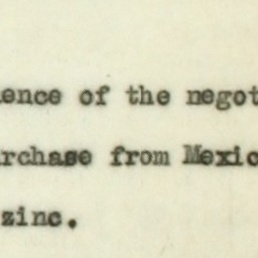 ence of the negot
rchase from Mexic
zinc.